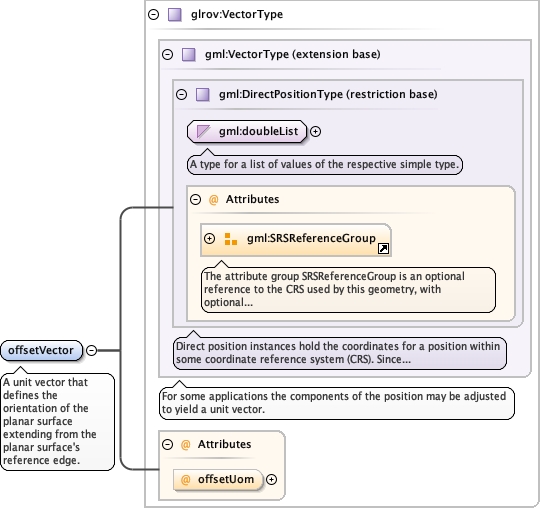 glrov:VectorType
gml:VectorType (extension base)
gml:DirectPositionType (restriction base)
gml:doubleList
A type for a list of values of the respective simple type.
@ Attributes
gml:SRSReferenceGroup
The attribute group SRSReferenceGroup is an optional
reference to the CRS used by this geometry, with
optional...
Direct position instances hold the coordinates for a position within
some coordinate reference system (CRS). Since...
For some applications the components of the position may be adjusted
to yield a unit vector.
offsetVector
A unit vector that
defines the
orientation of the
planar surface
extending from the
planar surface's
reference edge.
@ Attributes
@ offsetUom